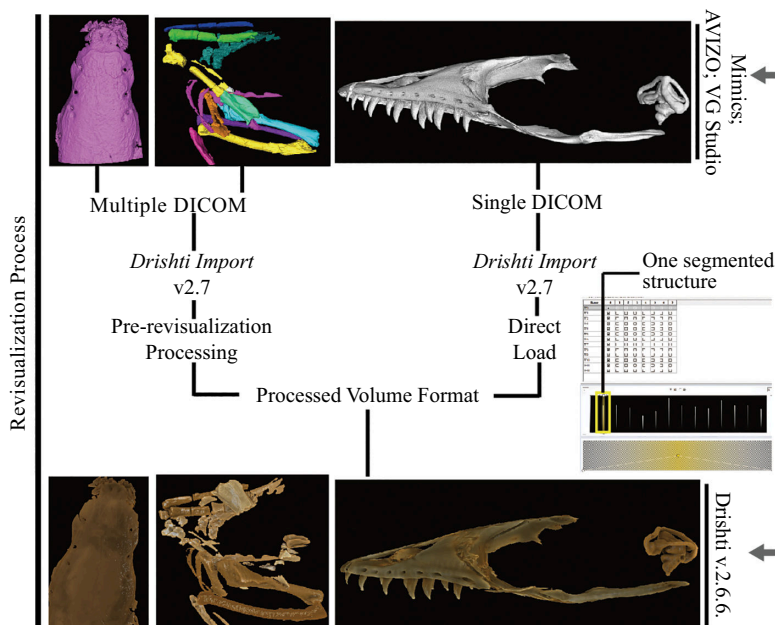 Mimics;
AVIZO; VG Studio
Revisualization Process
Multiple DICOM
Single DICOM
Drishti Import
v2.7
Drishti Import
v2.7
One segmented
structure
Pre-revisualization
Processing
Direct
Load
Processed Volume Format
Drishti v.2.6.6.